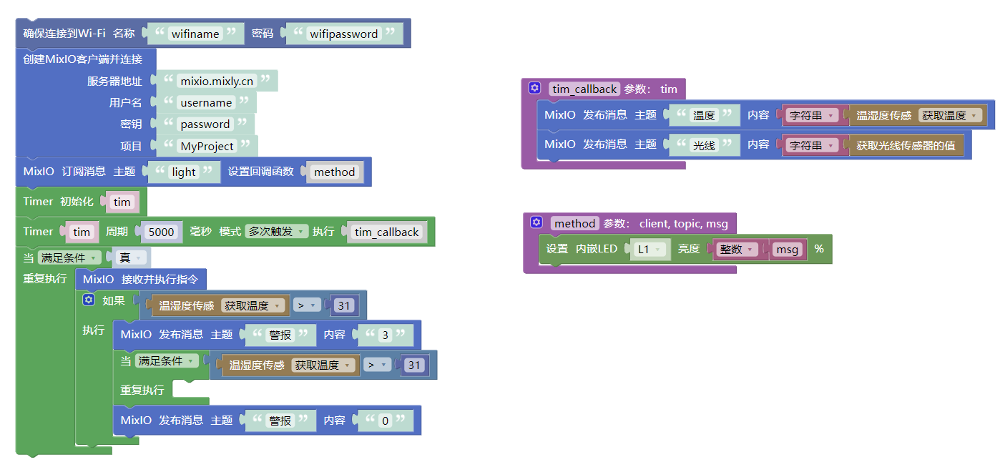 确保连接到Wi-Fi 名称 “ wifiname ” 密码 “ wifipassword ”
创建MixIO客户端并连接
服务器地址 “ mixio.mixly.cn ”
用户名 “ username ”
密钥 “ password ”
项目 “ MyProject ”
MixIO 订阅消息 主题 “ light ” 设置回调函数 method
Timer 初始化 tim
Timer tim 周期 5000 毫秒 模式 多次触发 执行 tim_callback
当 满足条件 真
重复执行 MixIO 接收并执行指令
如果 温湿度传感 获取温度 > 31
执行 MixIO 发布消息 主题 “ 警报 ” 内容 “ 3 ”
当 满足条件 温湿度传感 获取温度 > 31
重复执行
MixIO 发布消息 主题 “ 警报 ” 内容 “ 0 ”
tim_callback 参数: tim
MixIO 发布消息 主题 “ 温度 ” 内容 字符串 温湿度传感 获取温度
MixIO 发布消息 主题 “ 光线 ” 内容 字符串 获取光线传感器的值
method 参数: client, topic, msg
设置 内嵌LED L1 亮度 整数 msg %